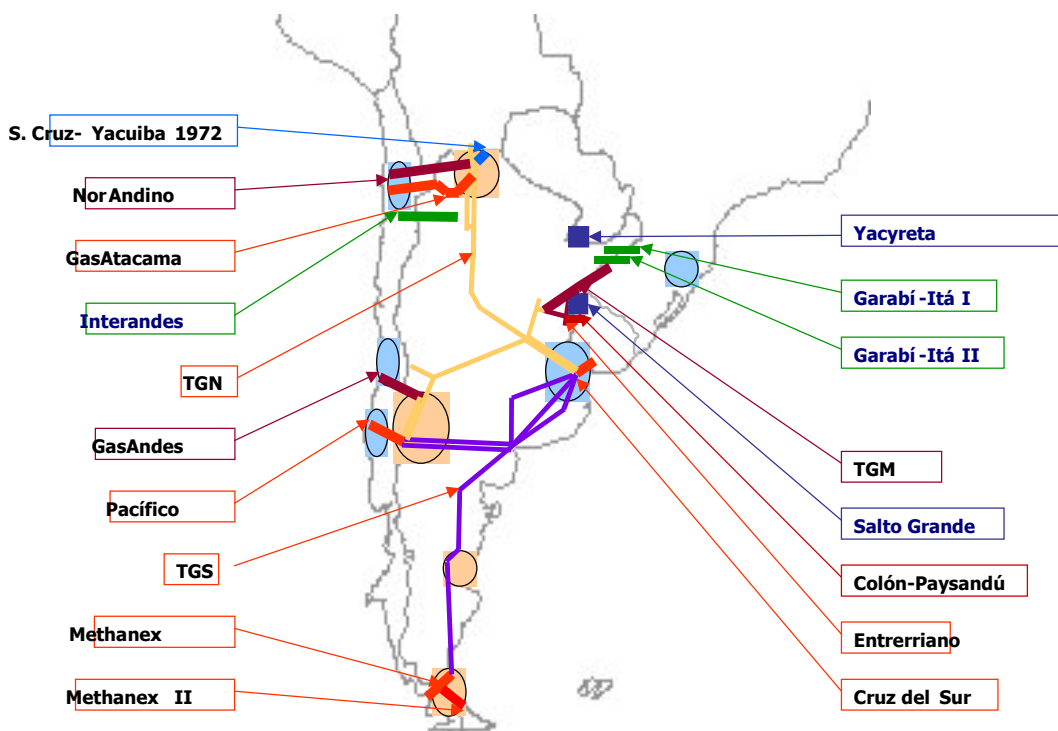 S. Cruz- Yacuiba 1972
NorAndino
GasAtacama
Interandes
TGN
GasAndes
Pacífico
TGS
Methanex
Methanex II
Yacyreta
Garabí-Itá I
Garabí-Itá II
TGM
Salto Grande
Colón-Paysandú
Entrerriano
Cruz del Sur